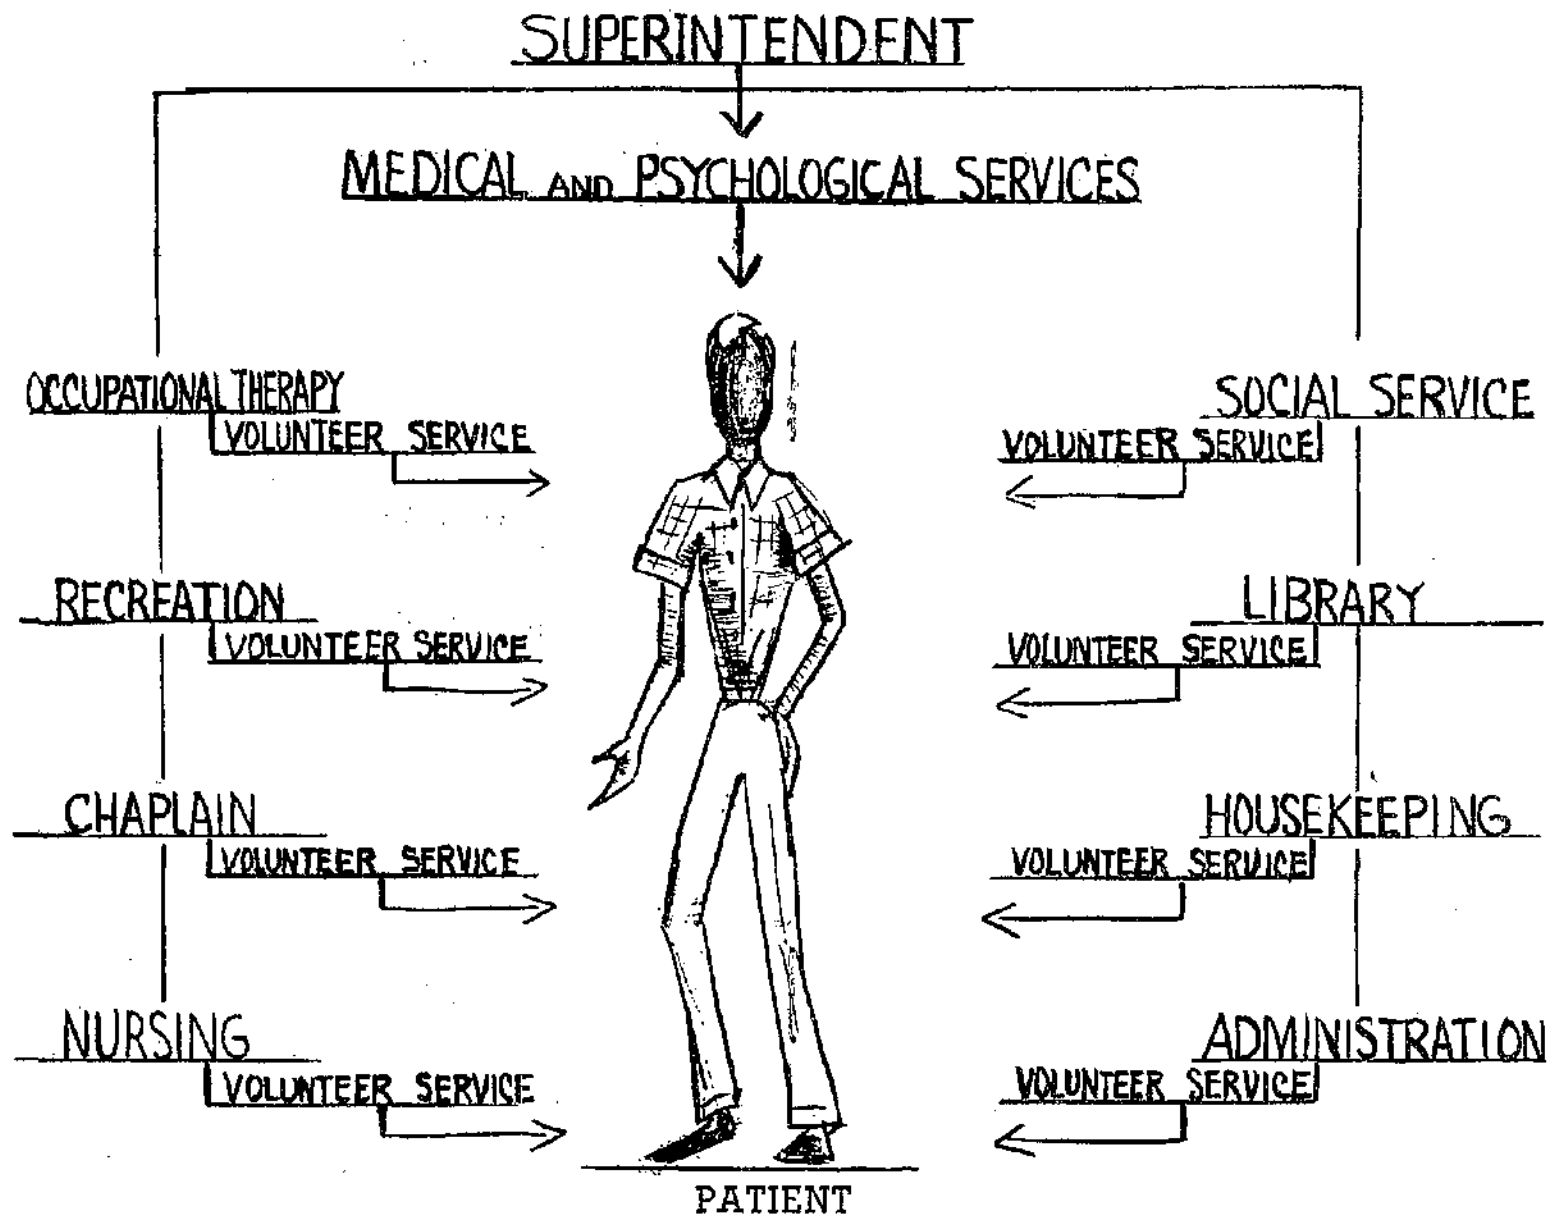 SUPERINTENDENT
MEDICAL AND PSYCHOLOGICAL SERVICES
OCCUPATIONAL THERAPY
VOLUNTEER SERVICE
RECREATION
VOLUNTEER SERVICE
CHAPLAIN
VOLUNTEER SERVICE
NURSING
VOLUNTEER SERVICE
SOCIAL SERVICE
VOLUNTEER SERVICE
LIBRARY
VOLUNTEER SERVICE
HOUSEKEEPING
VOLUNTEER SERVICE
ADMINISTRATION
VOLUNTEER SERVICE
PATIENT